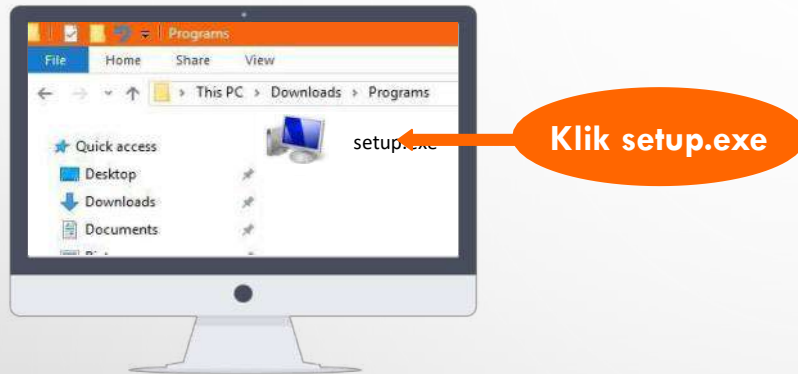 Programs
File Home Share View
This PC > Downloads > Programs
Quick access
setup.exe
Klik setup.exe
Desktop
Downloads
Documents